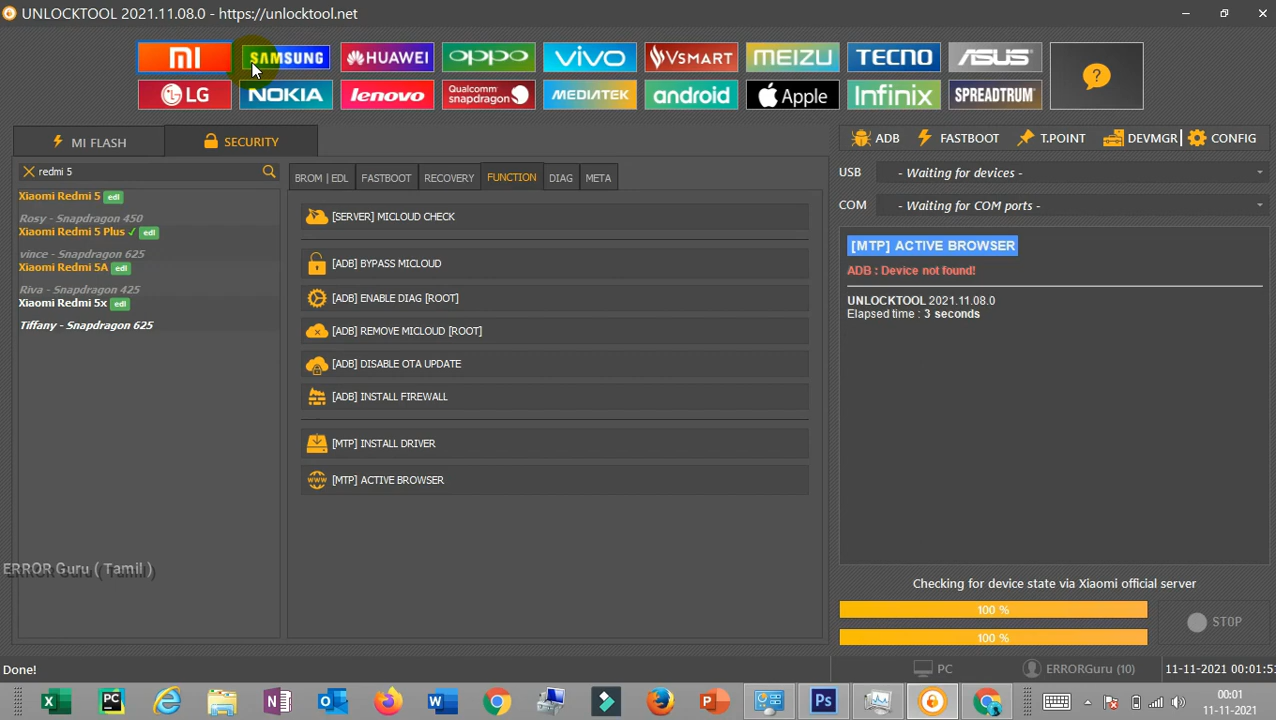 UNLOCKTOOL 2021.11.08.0 - https://unlocktool.net
MI SAMSUNG HUAWEI oppo vivo VSMART MEIZU TECNO ASUS
LG NOKIA lenovo Qualcomm snapdragon MEDIATEK android Apple Infinix SPREADTRUM ?
MI FLASH SECURITY
ADB FASTBOOT T.POINT DEVMGR CONFIG
redmi 5
Xiaomi Redmi 5 edl
Rosy - Snapdragon 450
Xiaomi Redmi 5 Plus ✓ edl
vince - Snapdragon 625
Xiaomi Redmi 5A edl
Riva - Snapdragon 425
Xiaomi Redmi 5x edl
Tiffany - Snapdragon 625
BROM | EDL FASTBOOT RECOVERY FUNCTION DIAG META
[SERVER] MICLOUD CHECK
[ADB] BYPASS MICLOUD
[ADB] ENABLE DIAG [ROOT]
[ADB] REMOVE MICLOUD [ROOT]
[ADB] DISABLE OTA UPDATE
[ADB] INSTALL FIREWALL
[MTP] INSTALL DRIVER
WWW [MTP] ACTIVE BROWSER
USB - Waiting for devices -
COM - Waiting for COM ports -
[MTP] ACTIVE BROWSER
ADB : Device not found!
UNLOCKTOOL 2021.11.08.0
Elapsed time : 3 seconds
ERROR Guru ( Tamil )
Checking for device state via Xiaomi official server
100 %
100 %
STOP
Done!
PC ERRORGuru (10) 11-11-2021 00:01:5
00:01
11-11-2021